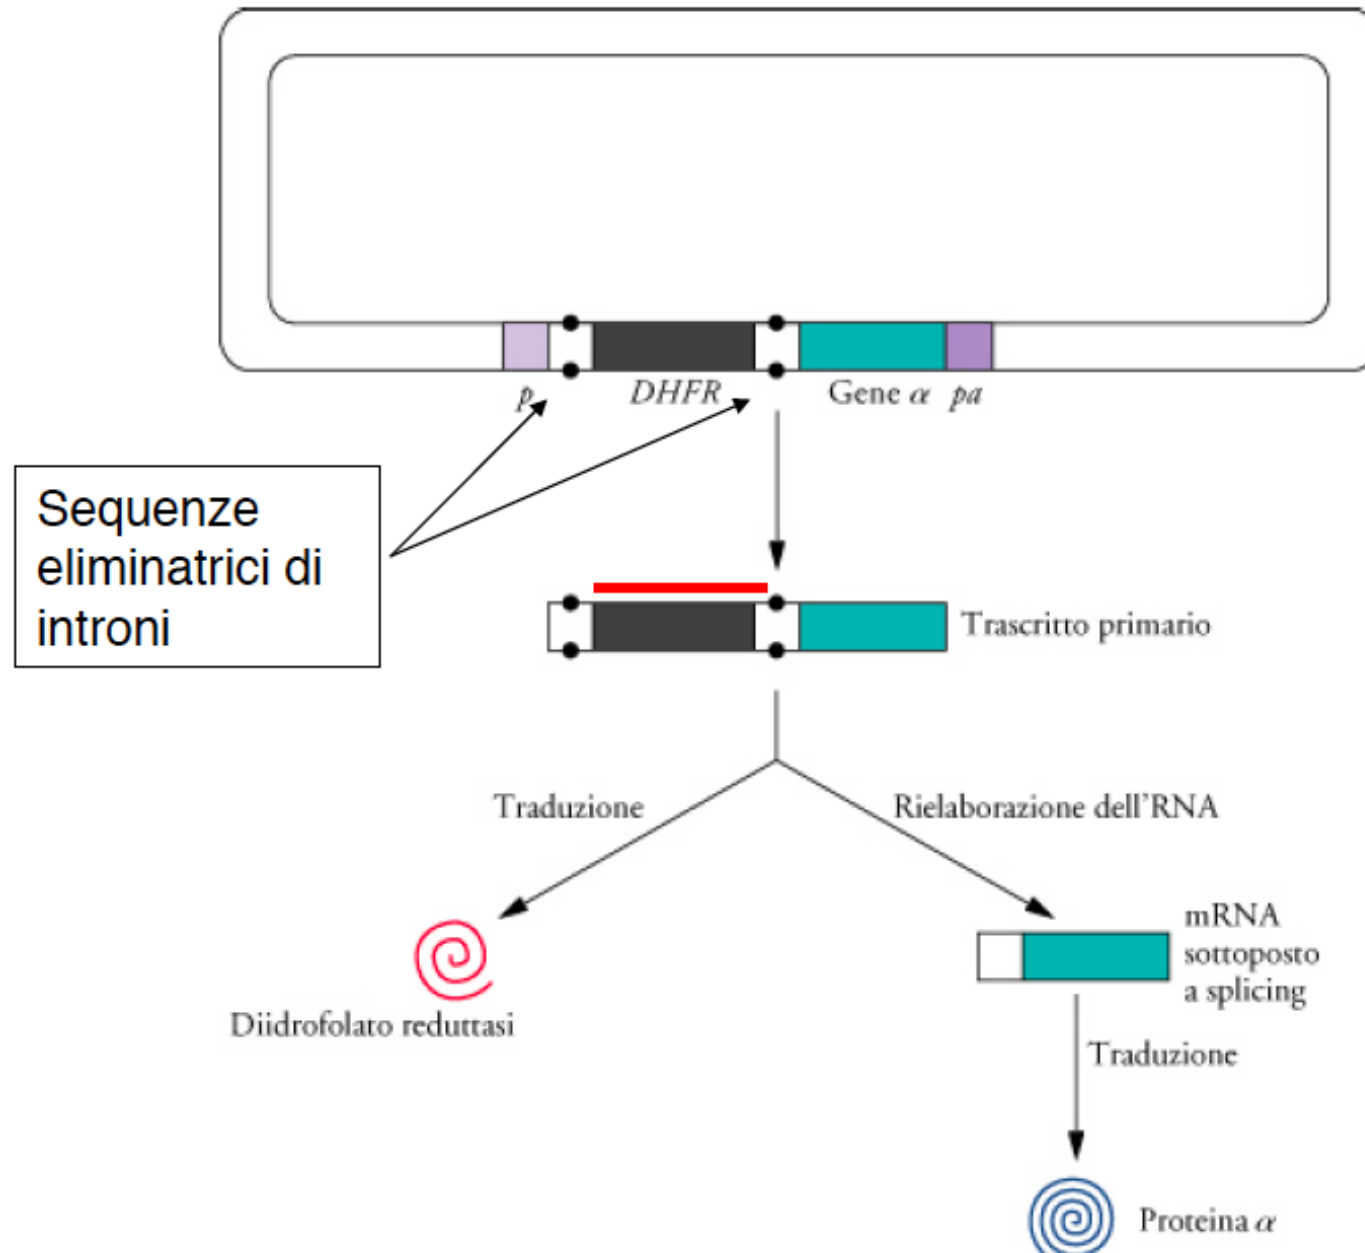 p
DHFR
Gene α
pa
Sequenze
eliminatrici di
introni
Trascritto primario
Traduzione
Rielaborazione dell'RNA
mRNA
sottoposto
a splicing
Diidrofolato reduttasi
Traduzione
Proteina α